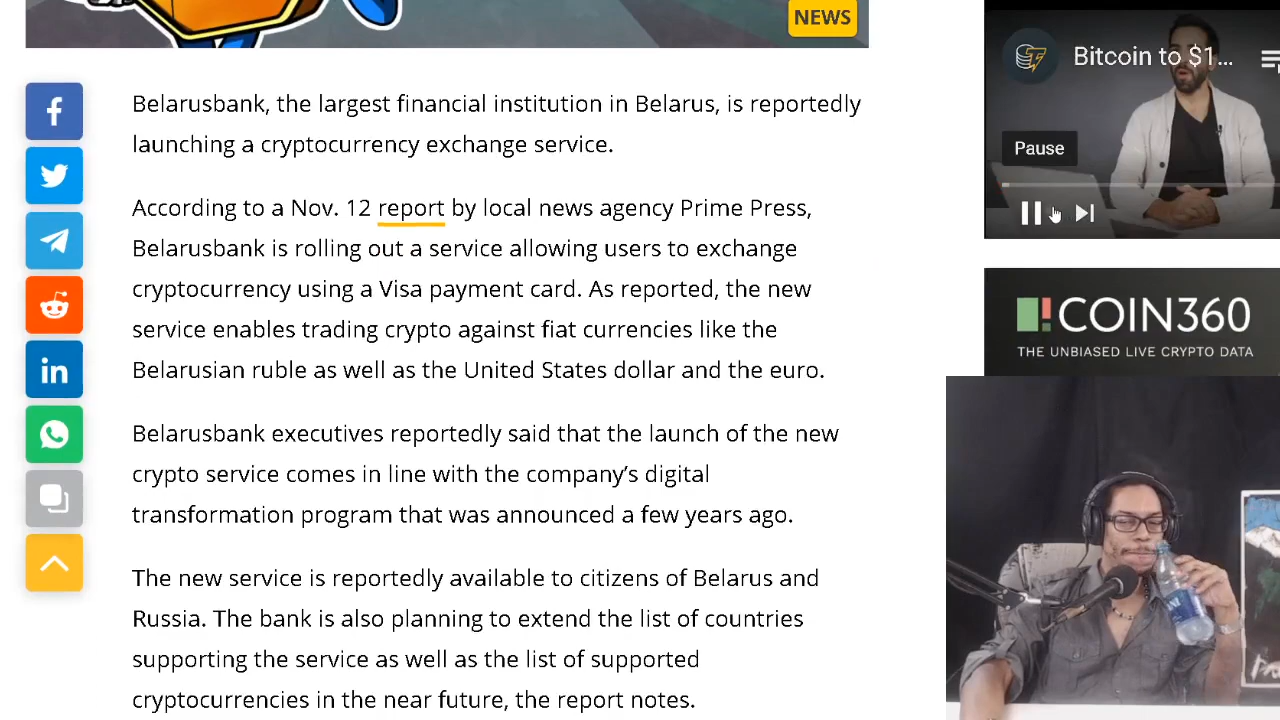 NEWS
Belarusbank, the largest financial institution in Belarus, is reportedly
launching a cryptocurrency exchange service.
According to a Nov. 12 report by local news agency Prime Press,
Belarusbank is rolling out a service allowing users to exchange
cryptocurrency using a Visa payment card. As reported, the new
service enables trading crypto against fiat currencies like the
Belarusian ruble as well as the United States dollar and the euro.
Belarusbank executives reportedly said that the launch of the new
crypto service comes in line with the company’s digital
transformation program that was announced a few years ago.
The new service is reportedly available to citizens of Belarus and
Russia. The bank is also planning to extend the list of countries
supporting the service as well as the list of supported
cryptocurrencies in the near future, the report notes.
Bitcoin to $1...
Pause
COIN360
THE UNBIASED LIVE CRYPTO DATA